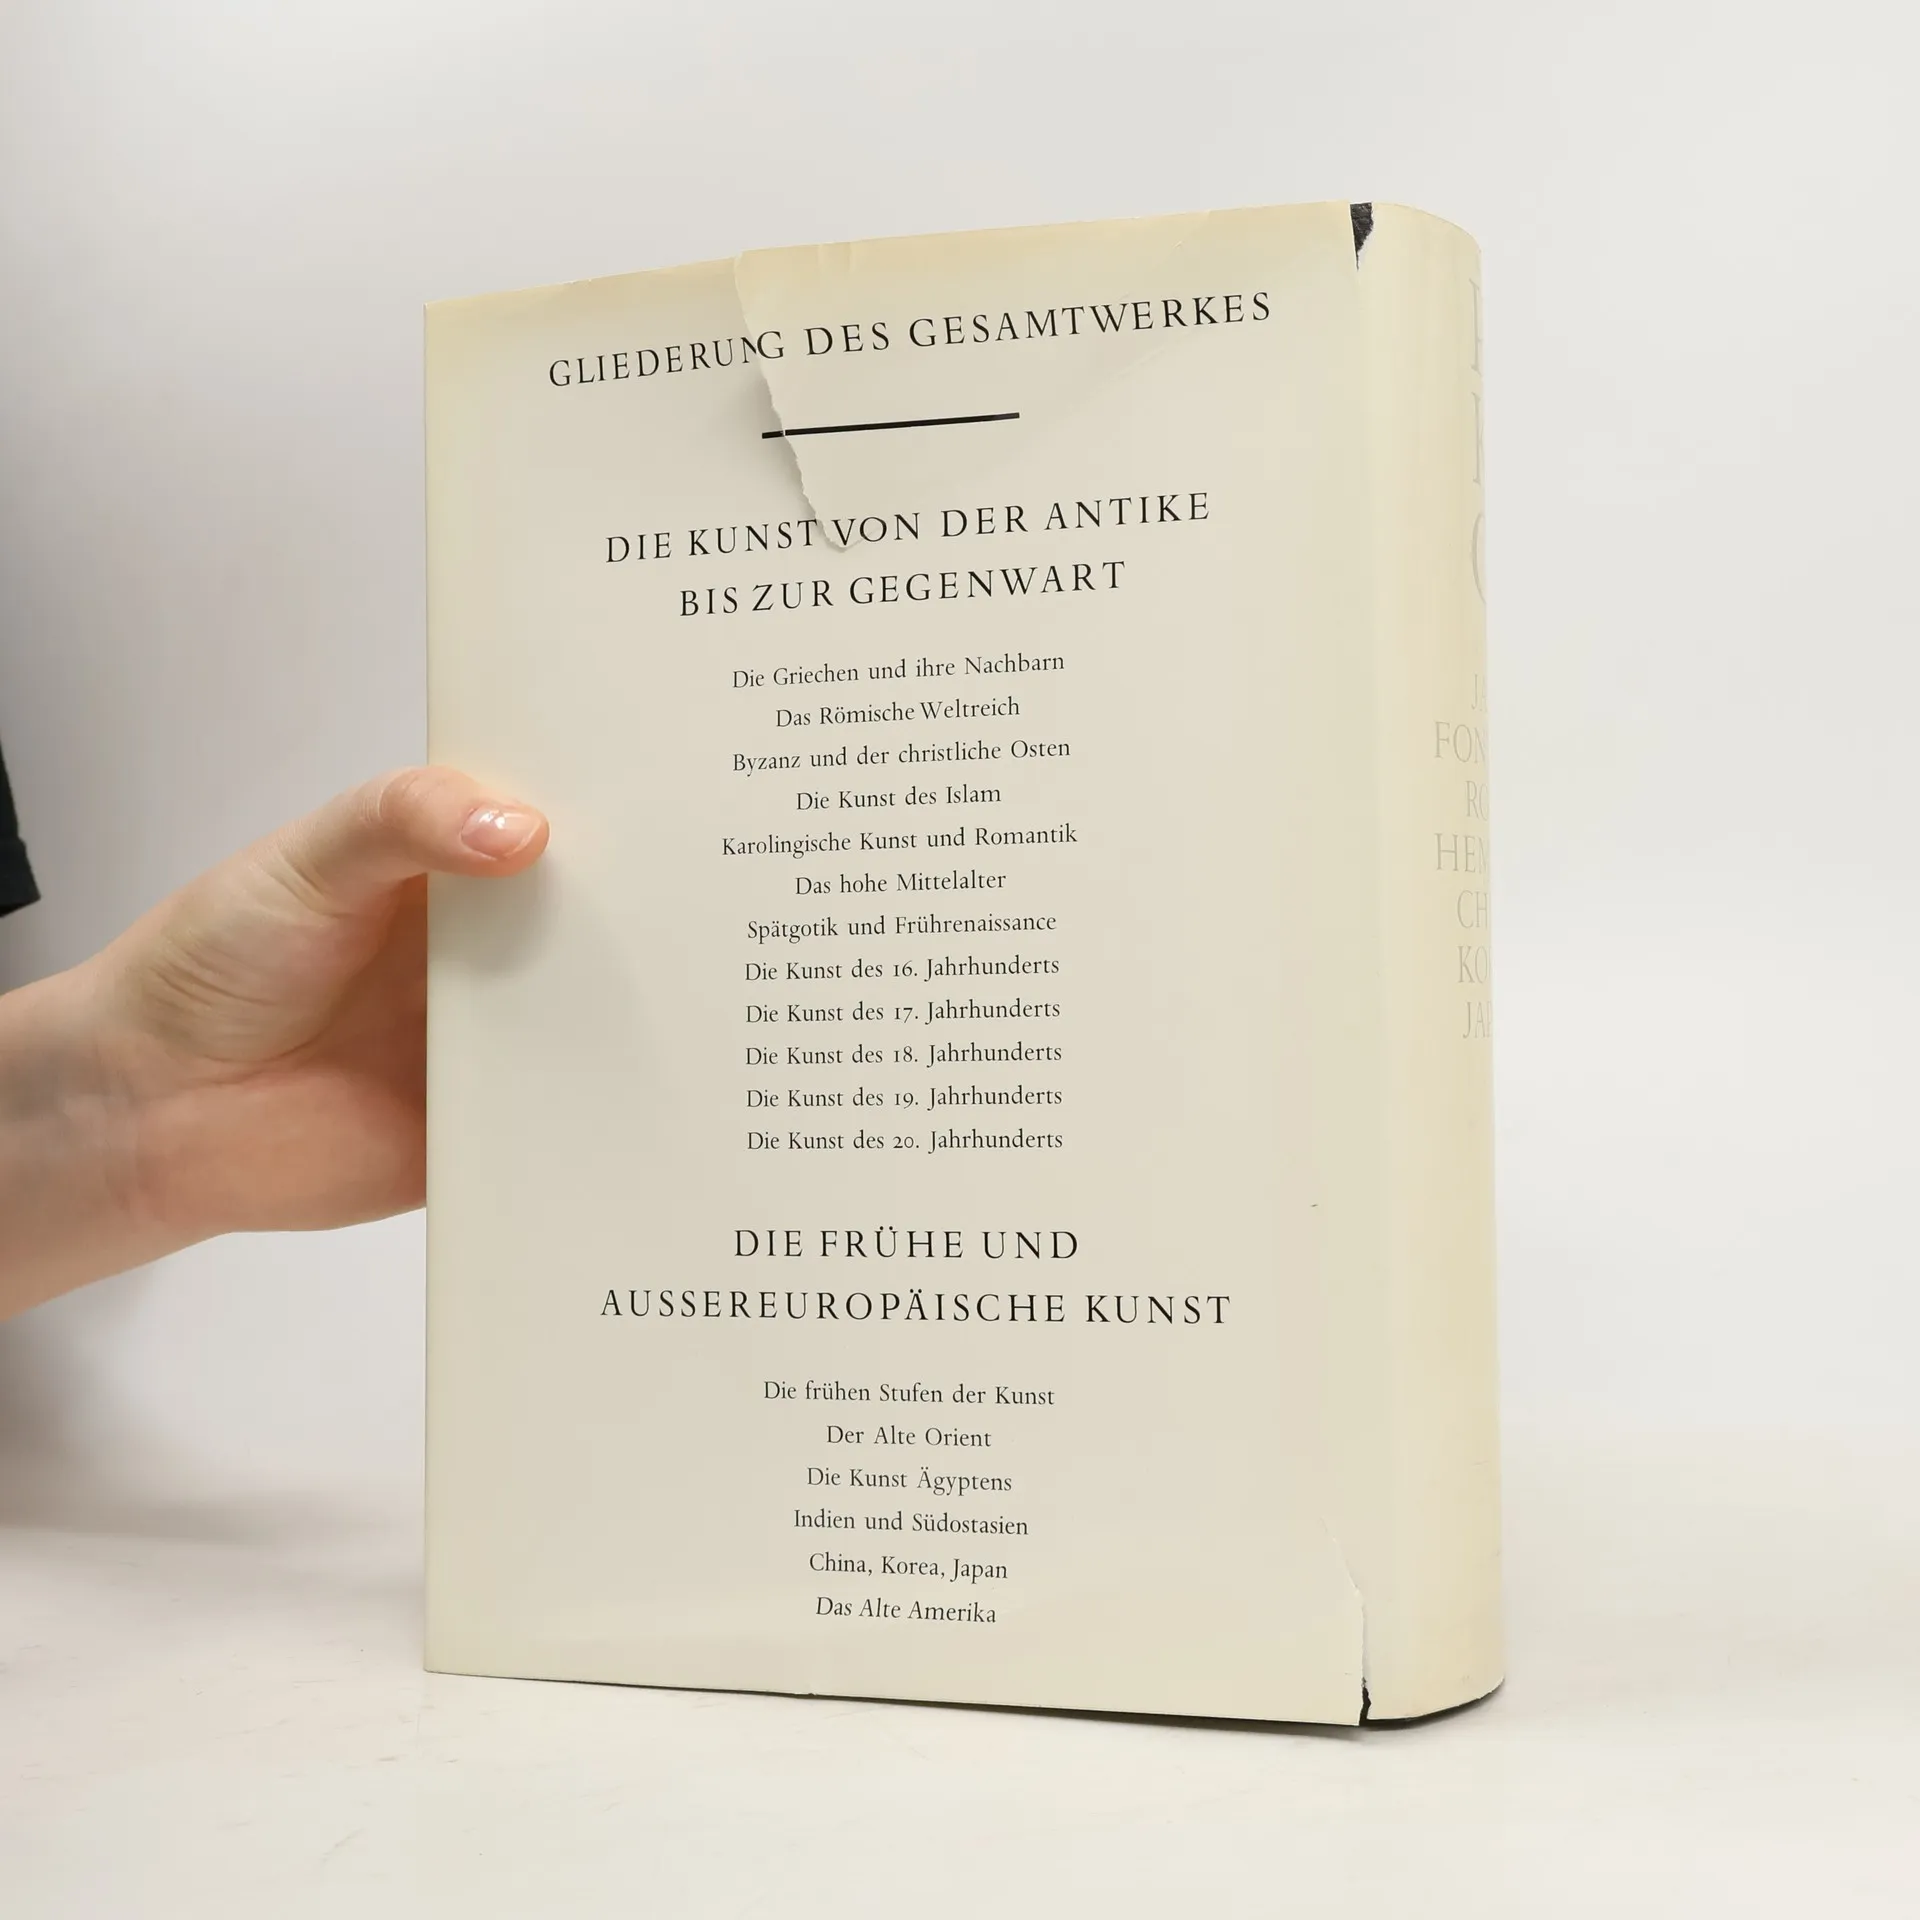 GLIEDERUNG DES GESAMTWERKES
DIE KUNST VON DER ANTIKE
BIS ZUR GEGENWART
Die Griechen und ihre Nachbarn
Das Römische Weltreich
Byzanz und der christliche Osten
Die Kunst des Islam
Karolingische Kunst und Romantik
Das hohe Mittelalter
Spätgotik und Frührenaissance
Die Kunst des 16. Jahrhunderts
Die Kunst des 17. Jahrhunderts
Die Kunst des 18. Jahrhunderts
Die Kunst des 19. Jahrhunderts
Die Kunst des 20. Jahrhunderts
DIE FRÜHE UND
AUSSEREUROPÄISCHE KUNST
Die frühen Stufen der Kunst
Der Alte Orient
Die Kunst Ägyptens
Indien und Südostasien
China, Korea, Japan
Das Alte Amerika